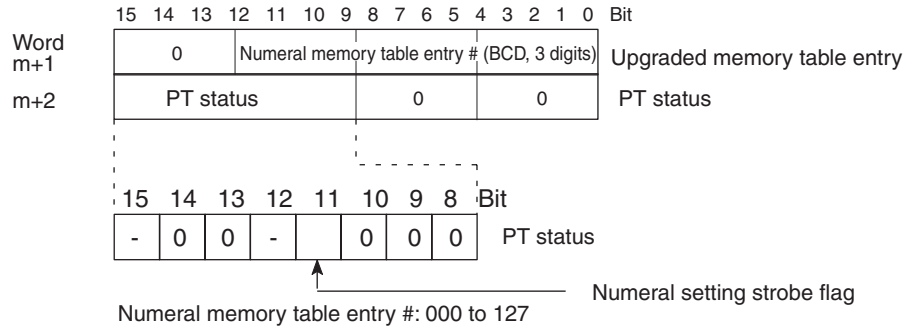 15 14 13 12 11 10 9 8 7 6 5 4 3 2 1 0 Bit
Word m+1 0 Numeral memory table entry # (BCD, 3 digits) Upgraded memory table entry
m+2 PT status 0 0 PT status
15 14 13 12 11 10 9 8 Bit
- 0 0 - 0 0 0 PT status
Numeral setting strobe flag
Numeral memory table entry #: 000 to 127